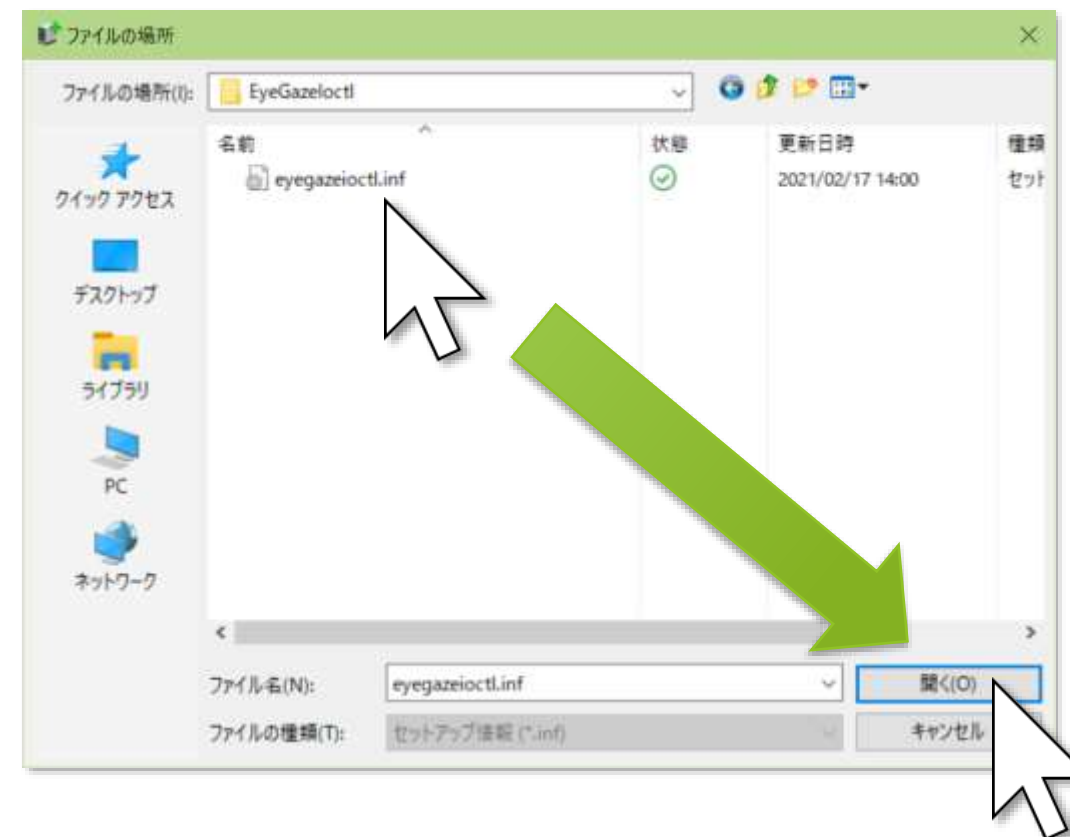 ファイルの場所
ファイルの場所(I): EyeGazeIoctl
名前 状態 更新日時 種類
eyegazeioctl.inf 2021/02/17 14:00 セット
クイック アクセス
デスクトップ
ライブラリ
PC
ネットワーク
ファイル名(N): eyegazeioctl.inf 開く(O)
ファイルの種類(T): セットアップ情報 (*.inf) キャンセル